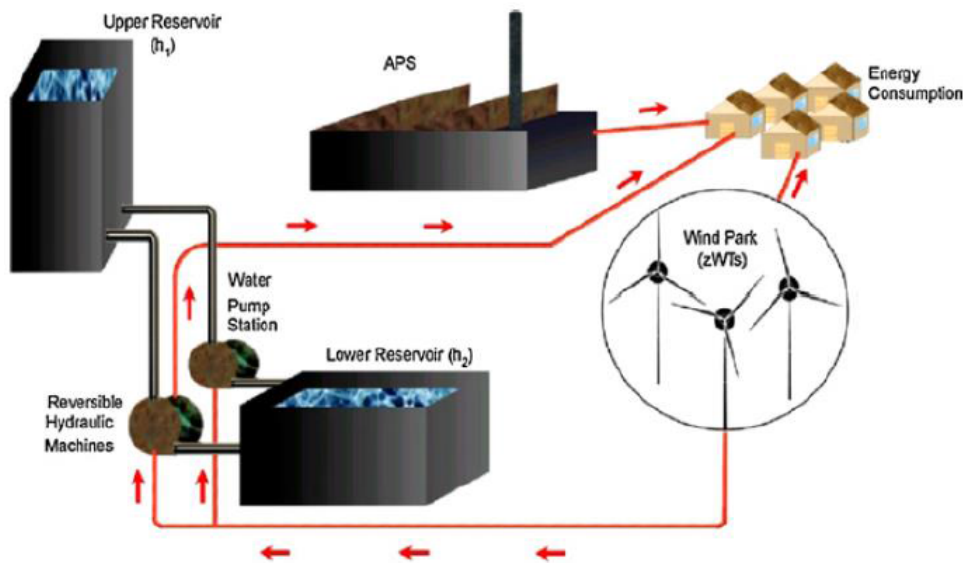 Upper Reservoir
(h₁)
APS
Energy
Consumption
Wind Park
(zWTs)
Water
Pump
Station
Lower Reservoir (h₂)
Reversible
Hydraulic
Machines